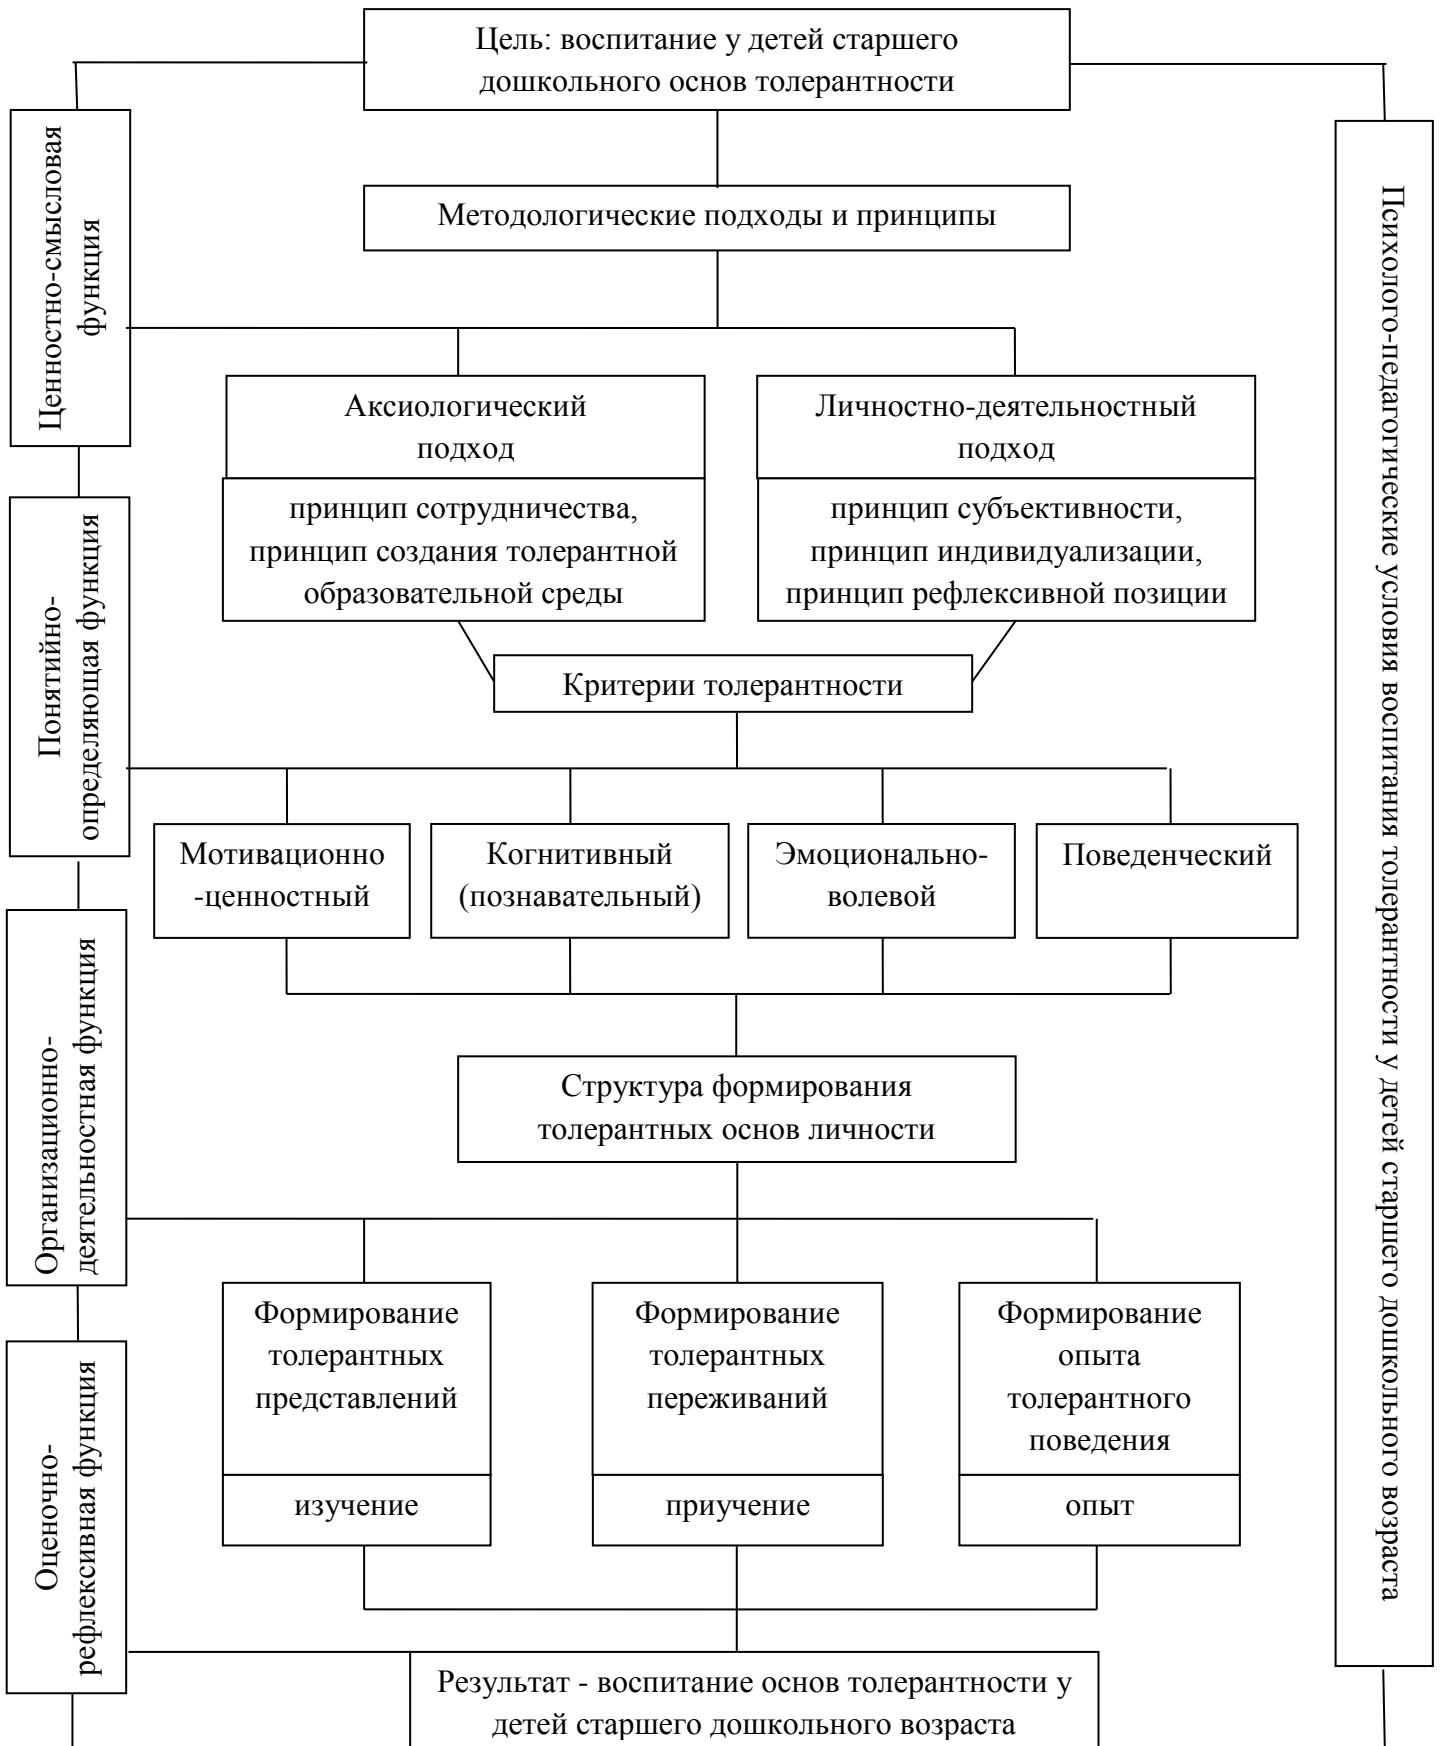 Цель: воспитание у детей старшего
дошкольного основ толерантности
Ценностно-смысловая
функция
Методологические подходы и принципы
Аксиологический
подход
принцип сотрудничества,
принцип создания толерантной
образовательной среды
Личностно-деятельностный
подход
принцип субъективности,
принцип индивидуализации,
принцип рефлексивной позиции
Понятийно-
определяющая функция
Критерии толерантности
Мотивационно
-ценностный
Когнитивный
(познавательный)
Эмоционально-
волевой
Поведенческий
Организационно-
деятельностная функция
Структура формирования
толерантных основ личности
Формирование
толерантных
представлений
изучение
Формирование
толерантных
переживаний
приучение
Формирование
опыта
толерантного
поведения
опыт
Оценочно-
рефлексивная функция
Результат - воспитание основ толерантности у
детей старшего дошкольного возраста
Психолого-педагогические условия воспитания толерантности у детей старшего дошкольного возраста